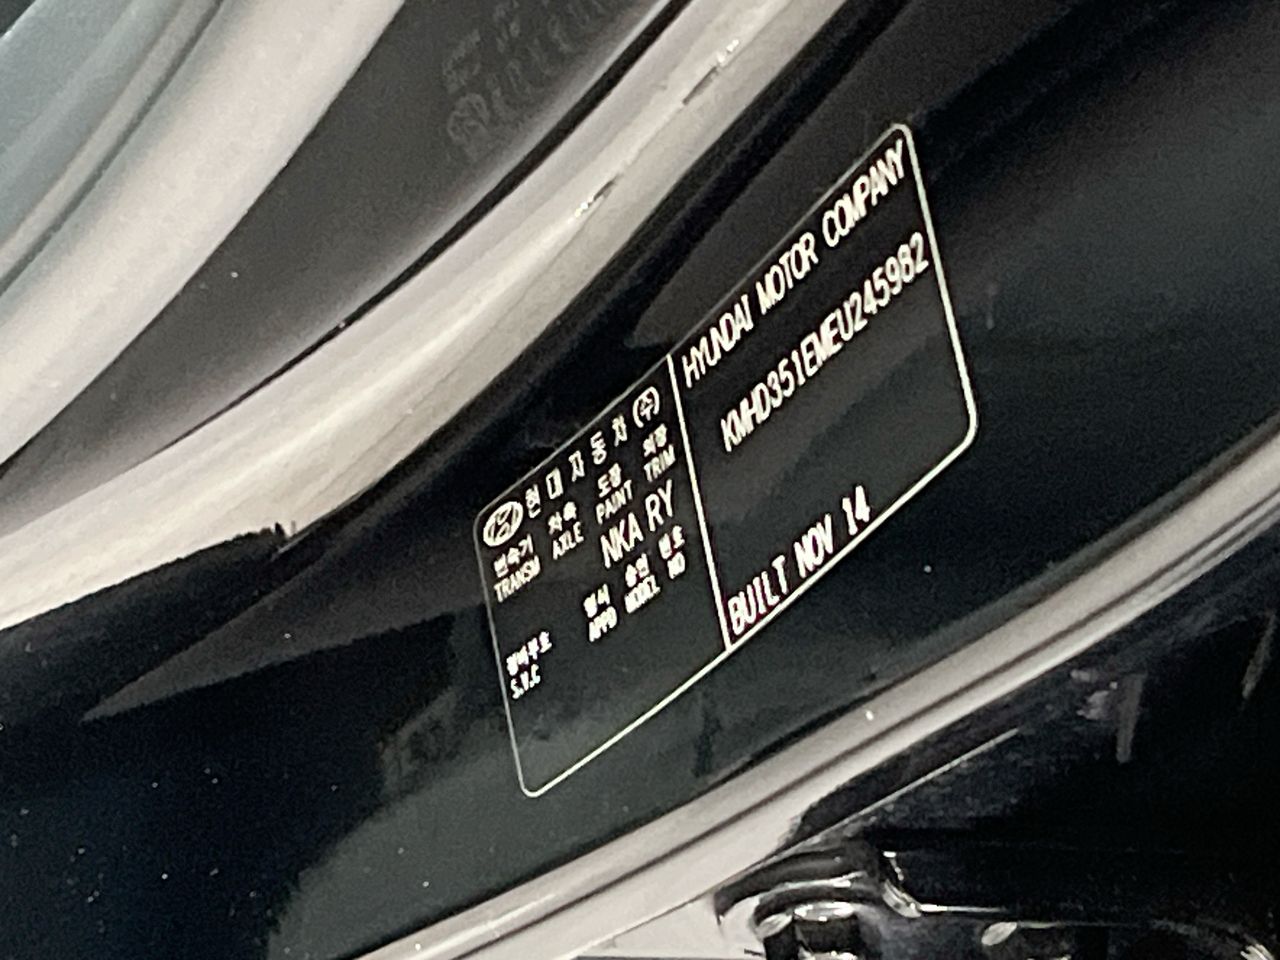 현대자동차(주)
변속기 차축 도장 의장
TRANSM AXLE PAINT TRIM
NKA RY
형식 승인 번호
APPD MODEL NO
정비부호
S.V.C
HYUNDAI MOTOR COMPANY
KMHD351EMEU245982
BUILT NOV 14